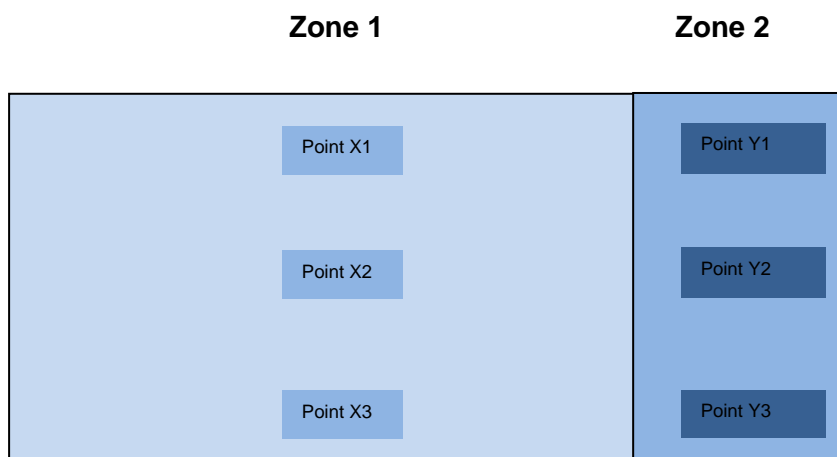 Zone 1
Zone 2
Point X1
Point Y1
Point X2
Point Y2
Point X3
Point Y3